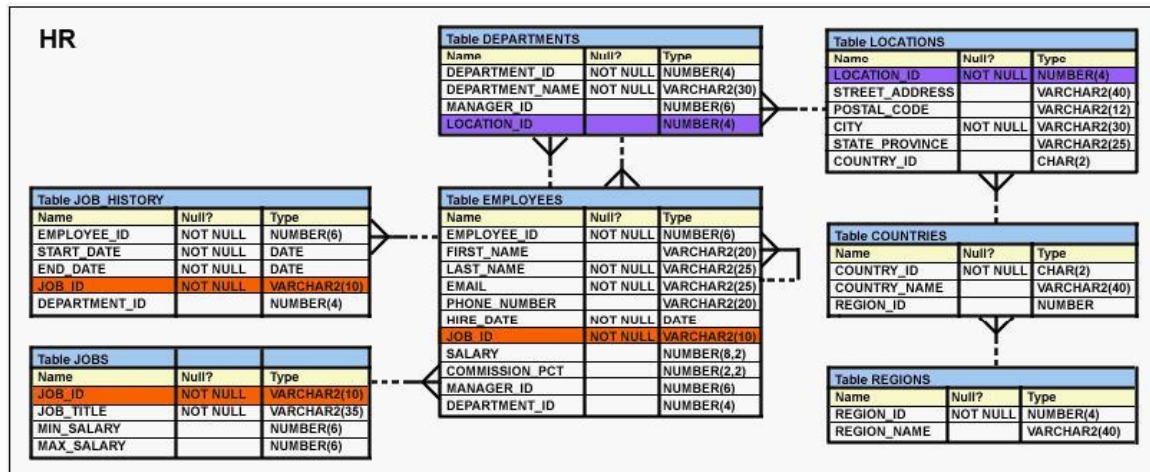 HR
Table DEPARTMENTS
Name Null? Type
DEPARTMENT_ID NOT NULL NUMBER(4)
DEPARTMENT_NAME NOT NULL VARCHAR2(30)
MANAGER_ID NUMBER(6)
LOCATION_ID NUMBER(4)
Table LOCATIONS
Name Null? Type
LOCATION_ID NOT NULL NUMBER(4)
STREET_ADDRESS VARCHAR2(40)
POSTAL_CODE VARCHAR2(12)
CITY NOT NULL VARCHAR2(30)
STATE_PROVINCE VARCHAR2(25)
COUNTRY_ID CHAR(2)
Table JOB_HISTORY
Name Null? Type
EMPLOYEE_ID NOT NULL NUMBER(6)
START_DATE NOT NULL DATE
END_DATE NOT NULL DATE
JOB_ID NOT NULL VARCHAR2(10)
DEPARTMENT_ID NUMBER(4)
Table EMPLOYEES
Name Null? Type
EMPLOYEE_ID NOT NULL NUMBER(6)
FIRST_NAME VARCHAR2(20)
LAST_NAME NOT NULL VARCHAR2(25)
EMAIL NOT NULL VARCHAR2(25)
PHONE_NUMBER VARCHAR2(20)
HIRE_DATE NOT NULL DATE
JOB_ID NOT NULL VARCHAR2(10)
SALARY NUMBER(8,2)
COMMISSION_PCT NUMBER(2,2)
MANAGER_ID NUMBER(6)
DEPARTMENT_ID NUMBER(4)
Table COUNTRIES
Name Null? Type
COUNTRY_ID NOT NULL CHAR(2)
COUNTRY_NAME VARCHAR2(40)
REGION_ID NUMBER
Table JOBS
Name Null? Type
JOB_ID NOT NULL VARCHAR2(10)
JOB_TITLE NOT NULL VARCHAR2(35)
MIN_SALARY NUMBER(6)
MAX_SALARY NUMBER(6)
Table REGIONS
Name Null? Type
REGION_ID NOT NULL NUMBER(4)
REGION_NAME VARCHAR2(40)